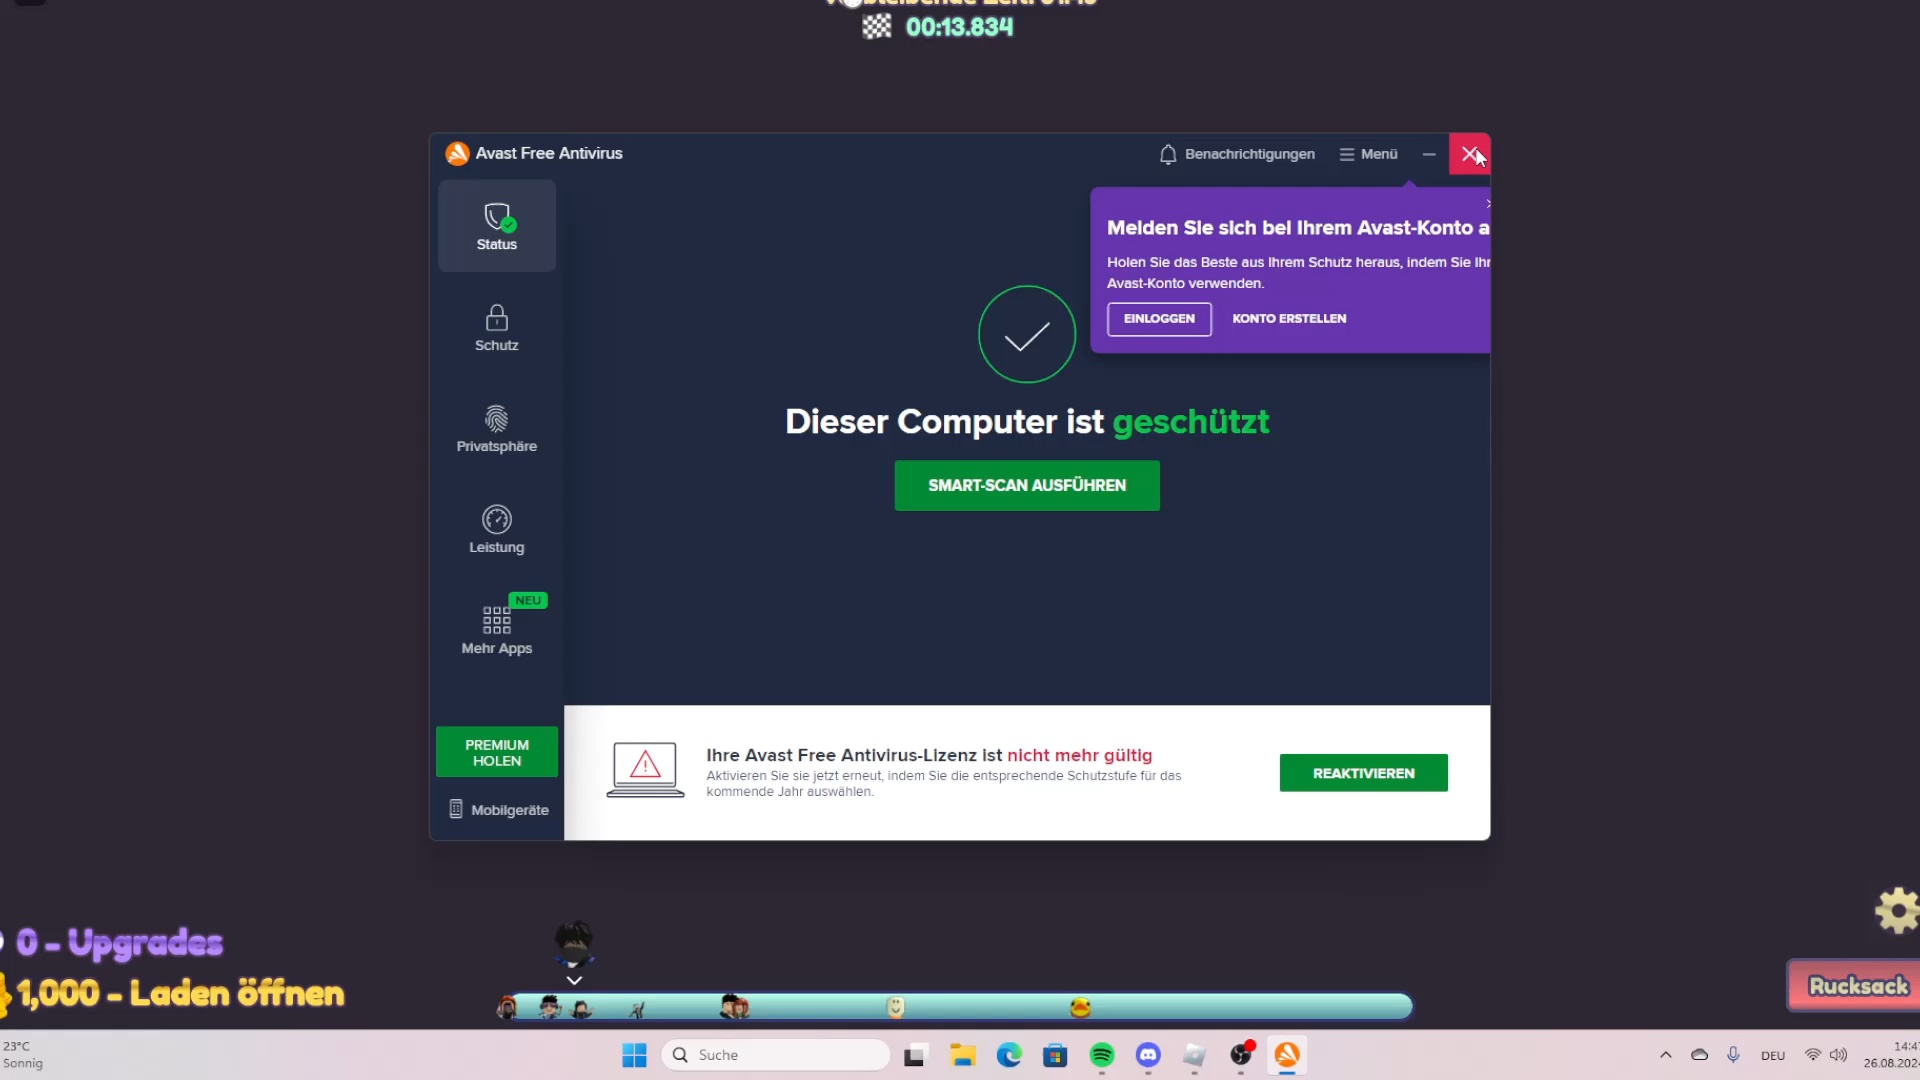 00:13.834
Avast Free Antivirus
Benachrichtigungen
Menü
Status
Schutz
Privatsphäre
Leistung
NEU
Mehr Apps
PREMIUM
HOLEN
Mobilgeräte
Melden Sie sich bei Ihrem Avast-Konto a
Holen Sie das Beste aus Ihrem Schutz heraus, indem Sie Ihr
Avast-Konto verwenden.
EINLOGGEN
KONTO ERSTELLEN
Dieser Computer ist geschützt
SMART-SCAN AUSFÜHREN
Ihre Avast Free Antivirus-Lizenz ist nicht mehr gültig
Aktivieren Sie sie jetzt erneut, indem Sie die entsprechende Schutzstufe für das
kommende Jahr auswählen.
REAKTIVIEREN
0 - Upgrades
1,000 - Laden öffnen
Rucksack
23°C
Sonnig
Suche
DEU
14:4
26.08.202